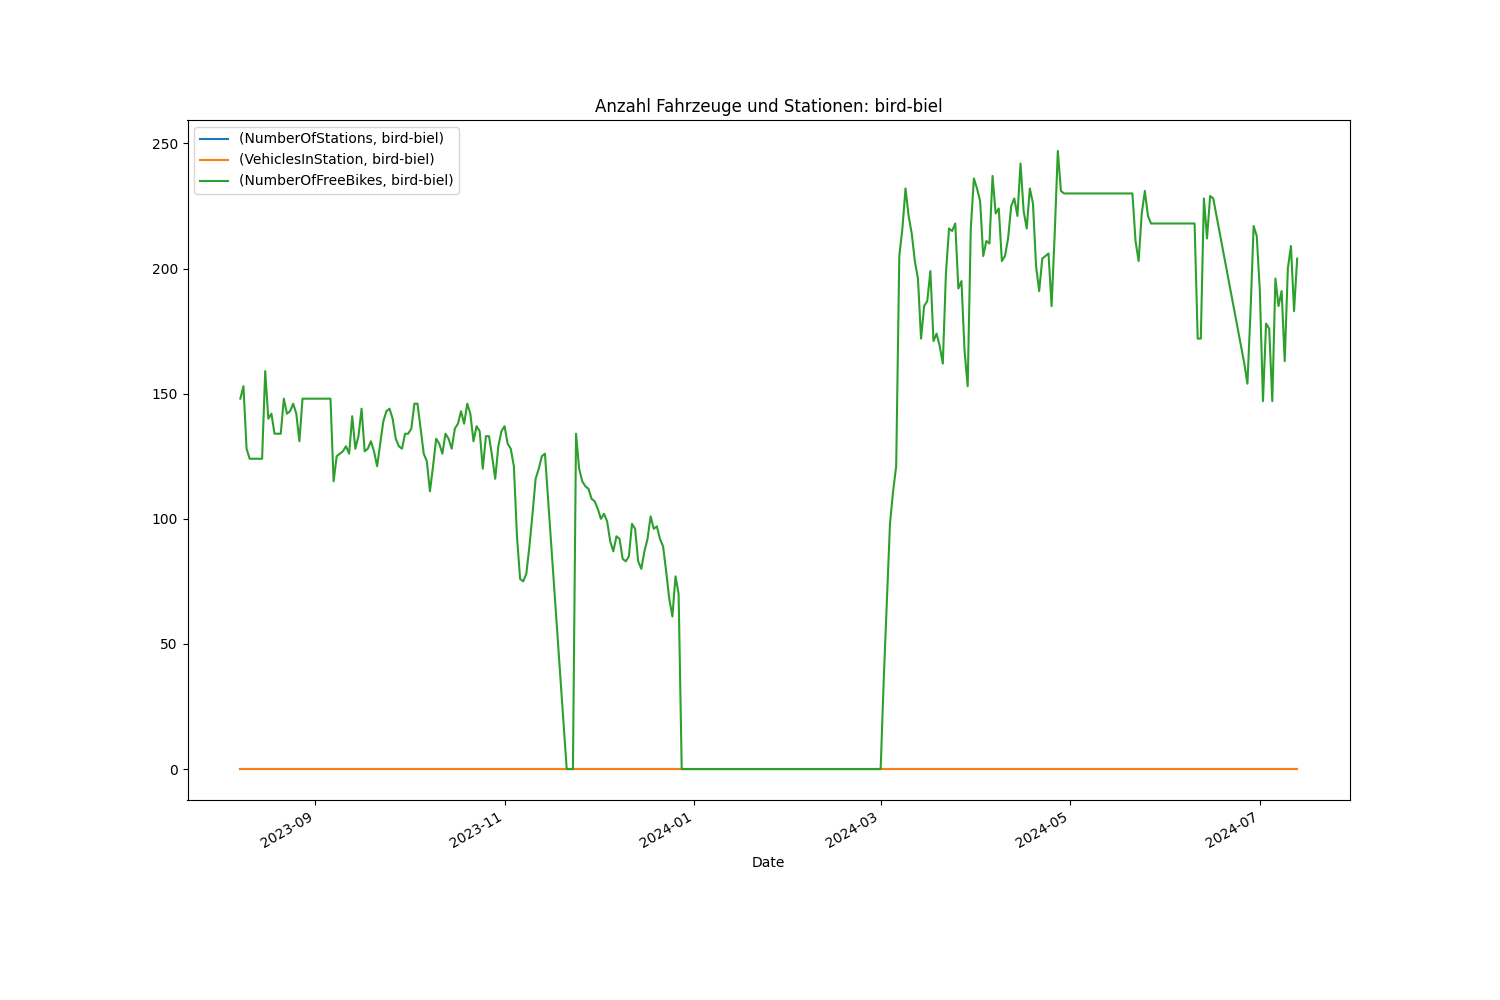 Anzahl Fahrzeuge und Stationen: bird-biel
(NumberOfStations, bird-biel)
(VehiclesInStation, bird-biel)
(NumberOfFreeBikes, bird-biel)
250
200
150
100
50
0
2023-09
2023-11
2024-01
2024-03
2024-05
2024-07
Date